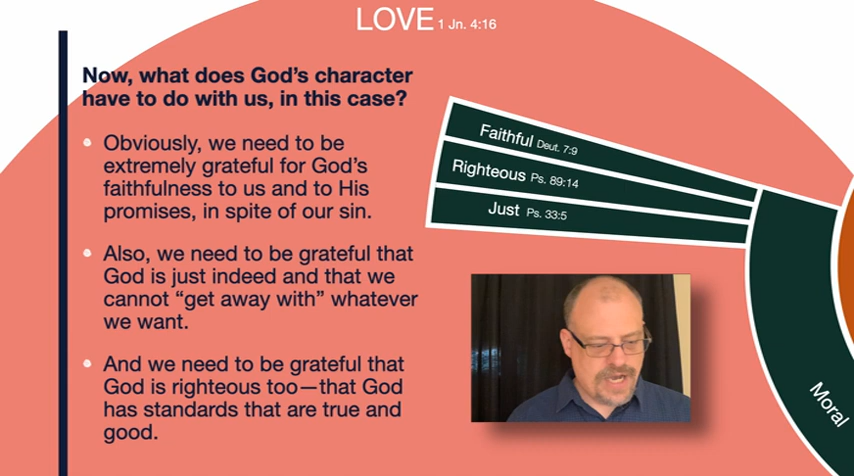 LOVE 1 Jn. 4:16
Now, what does God's character
have to do with us, in this case?
• Obviously, we need to be
extremely grateful for God's
faithfulness to us and to His
promises, in spite of our sin.
• Also, we need to be grateful that
God is just indeed and that we
cannot “get away with” whatever
we want.
• And we need to be grateful that
God is righteous too—that God
has standards that are true and
good.
Faithful Deut. 7:9
Righteous Ps. 89:14
Just Ps. 33:5
Moral